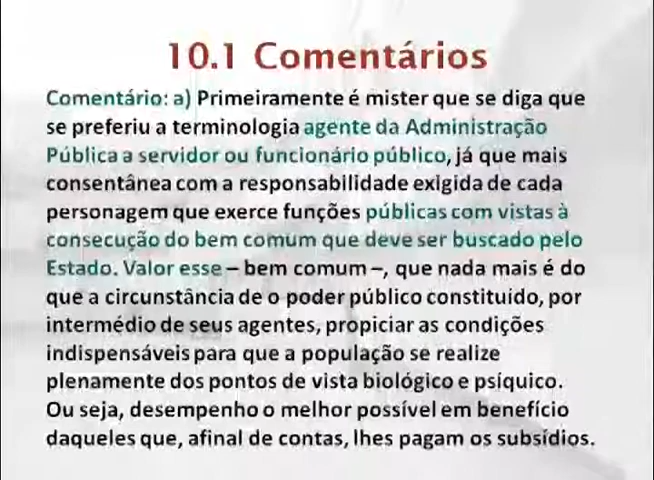 10.1 Comentários
Comentário: a) Primeiramente é mister que se diga que
se preferiu a terminologia agente da Administração
Pública a servidor ou funcionário público, já que mais
consentânea com a responsabilidade exigida de cada
personagem que exerce funções públicas com vistas à
consecução do bem comum que deve ser buscado pelo
Estado. Valor esse – bem comum –, que nada mais é do
que a circunstância de o poder público constituído, por
intermédio de seus agentes, propiciar as condições
indispensáveis para que a população se realize
plenamente dos pontos de vista biológico e psíquico.
Ou seja, desempenho o melhor possível em benefício
daqueles que, afinal de contas, lhes pagam os subsídios.